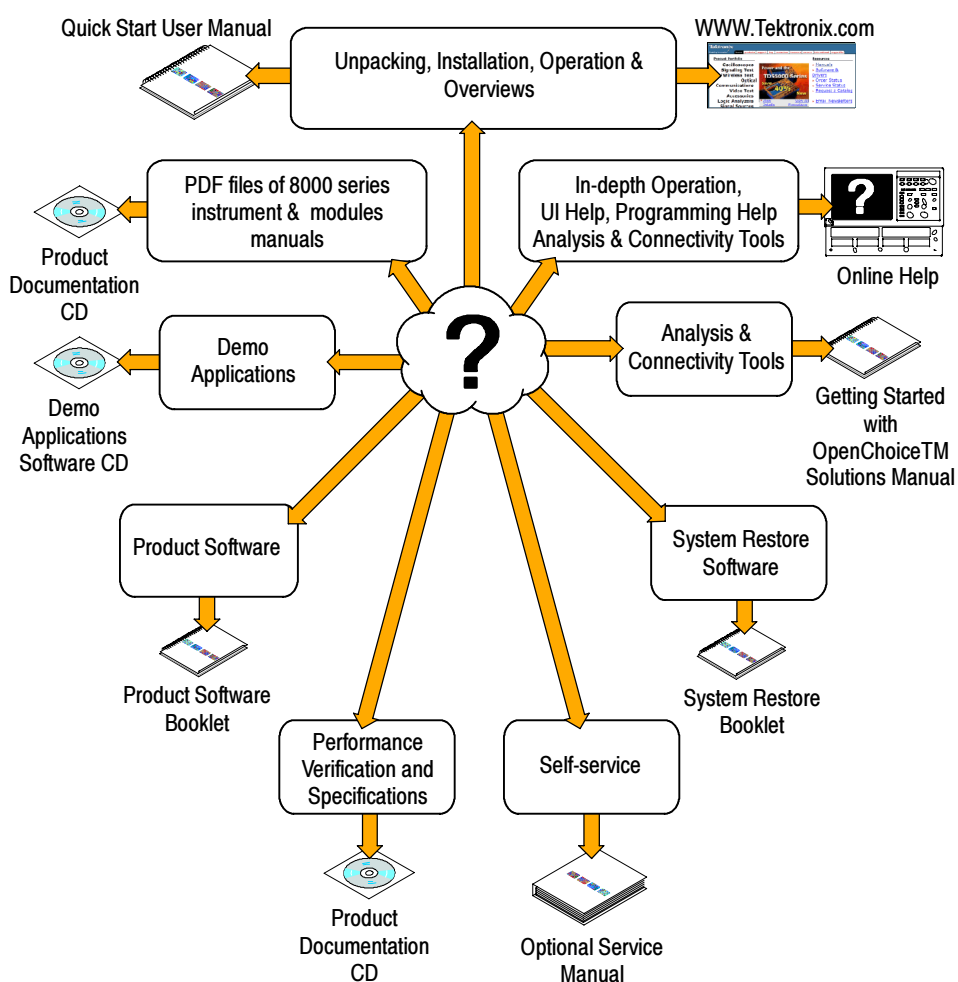 Quick Start User Manual
WWW.Tektronix.com
Unpacking, Installation, Operation &
Overviews
PDF files of 8000 series
instrument & modules
manuals
Product
Documentation
CD
In-depth Operation,
UI Help, Programming Help
Analysis & Connectivity Tools
?
Online Help
Demo
Applications
Demo
Applications
Software CD
?
Analysis &
Connectivity Tools
Getting Started
with
OpenChoiceTM
Solutions Manual
Product Software
Product Software
Booklet
System Restore
Software
System Restore
Booklet
Performance
Verification and
Specifications
Product
Documentation
CD
Self-service
Optional Service
Manual